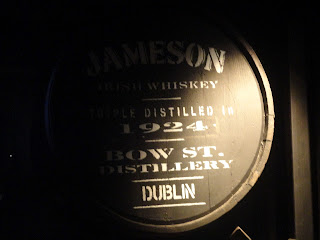 JAMESON
IRISH WHISKEY
TRIPLE DISTILLED in
1924
BOW ST.
DISTILLERY
DUBLIN